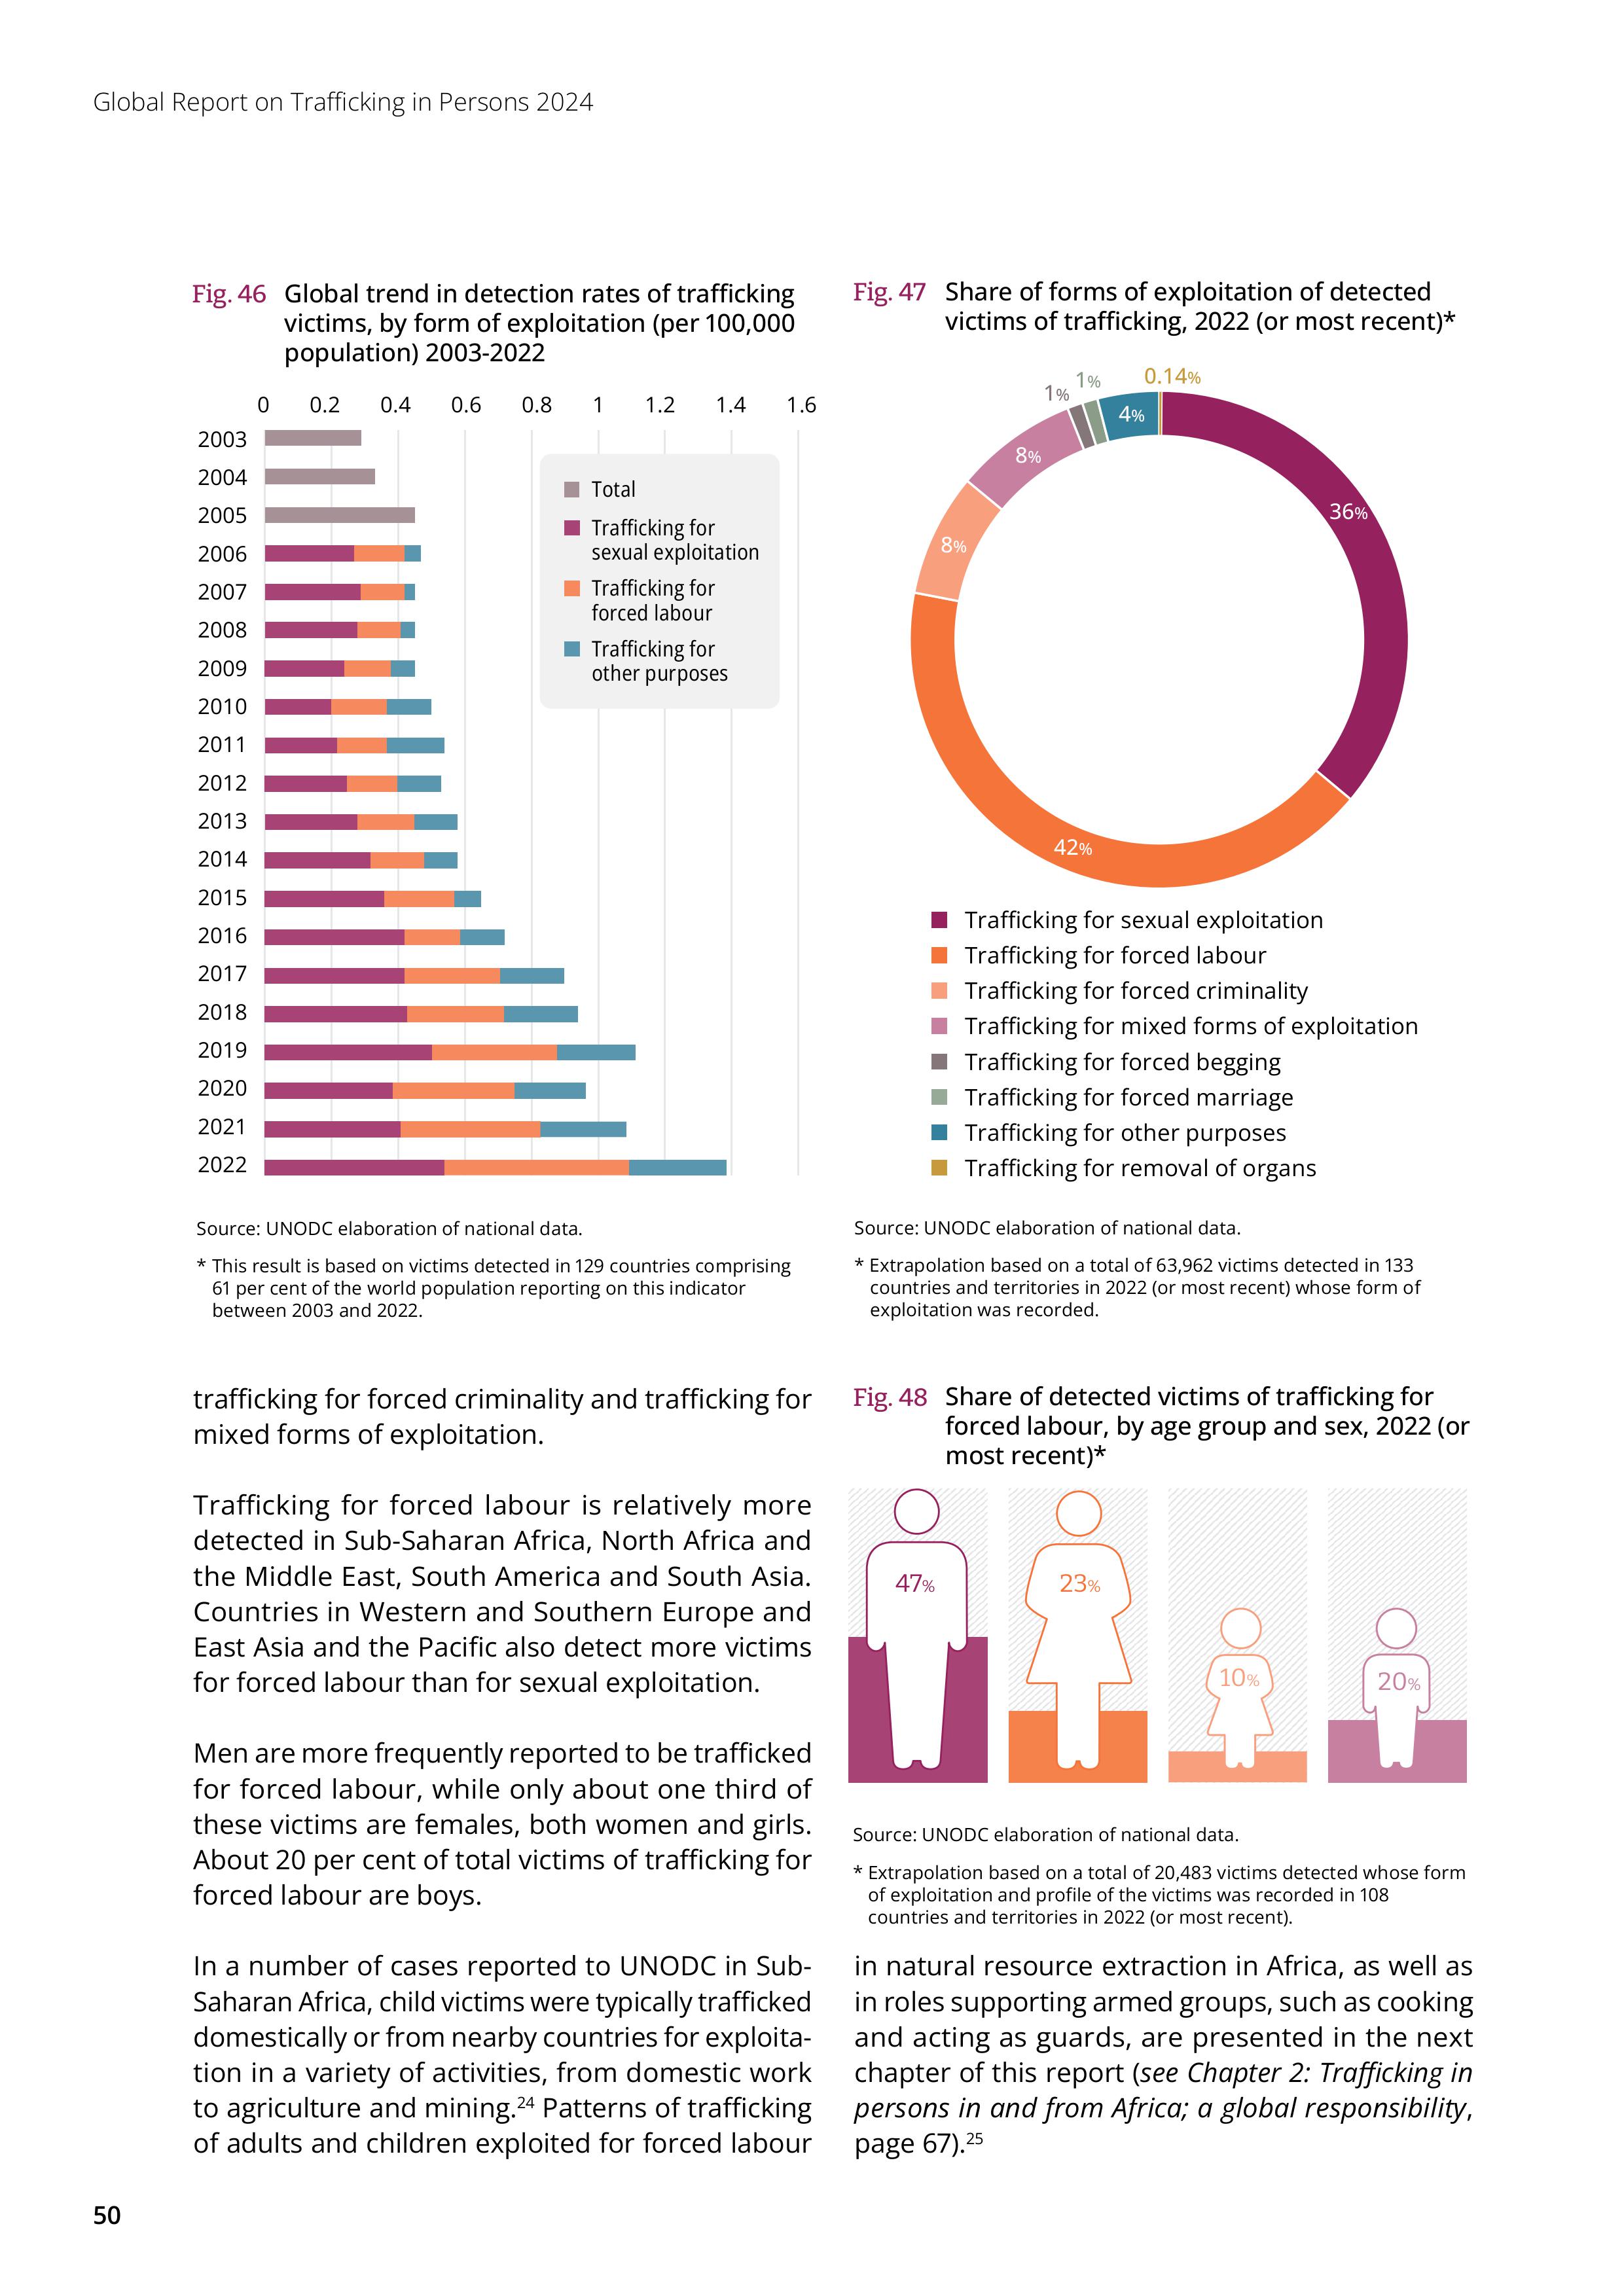 Global Report on Trafficking in Persons 2024
Fig. 46 Global trend in detection rates of trafficking
victims, by form of exploitation (per 100,000
population) 2003-2022
0 0.2 0.4 0.6 0.8 1 1.2 1.4 1.6
2003
2004
2005
2006
2007
2008
2009
2010
2011
2012
2013
2014
2015
2016
2017
2018
2019
2020
2021
2022
Total
Trafficking for
sexual exploitation
Trafficking for
forced labour
Trafficking for
other purposes
Source: UNODC elaboration of national data.
* This result is based on victims detected in 129 countries comprising
61 per cent of the world population reporting on this indicator
between 2003 and 2022.
Fig. 47 Share of forms of exploitation of detected
victims of trafficking, 2022 (or most recent)*
1% 1% 0.14%
4%
8%
36%
8%
42%
Trafficking for sexual exploitation
Trafficking for forced labour
Trafficking for forced criminality
Trafficking for mixed forms of exploitation
Trafficking for forced begging
Trafficking for forced marriage
Trafficking for other purposes
Trafficking for removal of organs
Source: UNODC elaboration of national data.
* Extrapolation based on a total of 63,962 victims detected in 133
countries and territories in 2022 (or most recent) whose form of
exploitation was recorded.
trafficking for forced criminality and trafficking for
mixed forms of exploitation.
Trafficking for forced labour is relatively more
detected in Sub-Saharan Africa, North Africa and
the Middle East, South America and South Asia.
Countries in Western and Southern Europe and
East Asia and the Pacific also detect more victims
for forced labour than for sexual exploitation.
Men are more frequently reported to be trafficked
for forced labour, while only about one third of
these victims are females, both women and girls.
About 20 per cent of total victims of trafficking for
forced labour are boys.
In a number of cases reported to UNODC in Sub-
Saharan Africa, child victims were typically trafficked
domestically or from nearby countries for exploita-
tion in a variety of activities, from domestic work
to agriculture and mining.24 Patterns of trafficking
of adults and children exploited for forced labour
Fig. 48 Share of detected victims of trafficking for
forced labour, by age group and sex, 2022 (or
most recent)*
47% 23% 10% 20%
Source: UNODC elaboration of national data.
* Extrapolation based on a total of 20,483 victims detected whose form
of exploitation and profile of the victims was recorded in 108
countries and territories in 2022 (or most recent).
in natural resource extraction in Africa, as well as
in roles supporting armed groups, such as cooking
and acting as guards, are presented in the next
chapter of this report (see Chapter 2: Trafficking in
persons in and from Africa; a global responsibility,
page 67).25
50